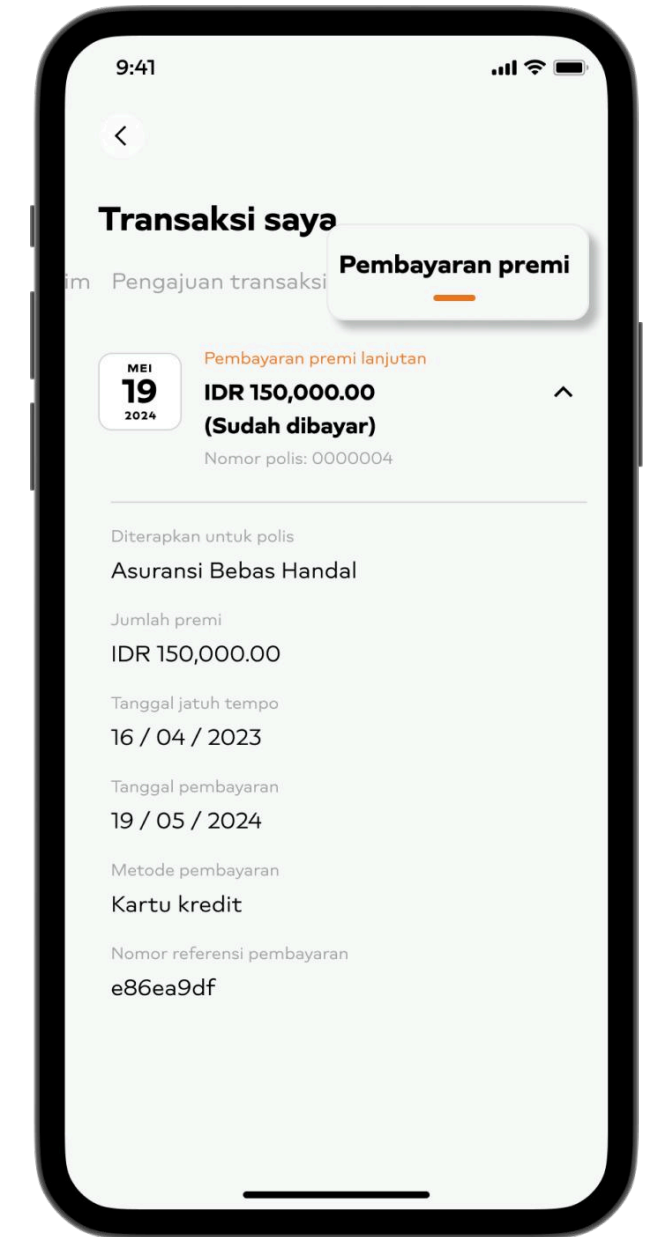 9:41
Transaksi saya
im Pengajuan transaksi Pembayaran premi
MEI
19
2024
Pembayaran premi lanjutan
IDR 150,000.00
(Sudah dibayar)
Nomor polis: 0000004
Diterapkan untuk polis
Asuransi Bebas Handal
Jumlah premi
IDR 150,000.00
Tanggal jatuh tempo
16 / 04 / 2023
Tanggal pembayaran
19 / 05 / 2024
Metode pembayaran
Kartu kredit
Nomor referensi pembayaran
e86ea9df